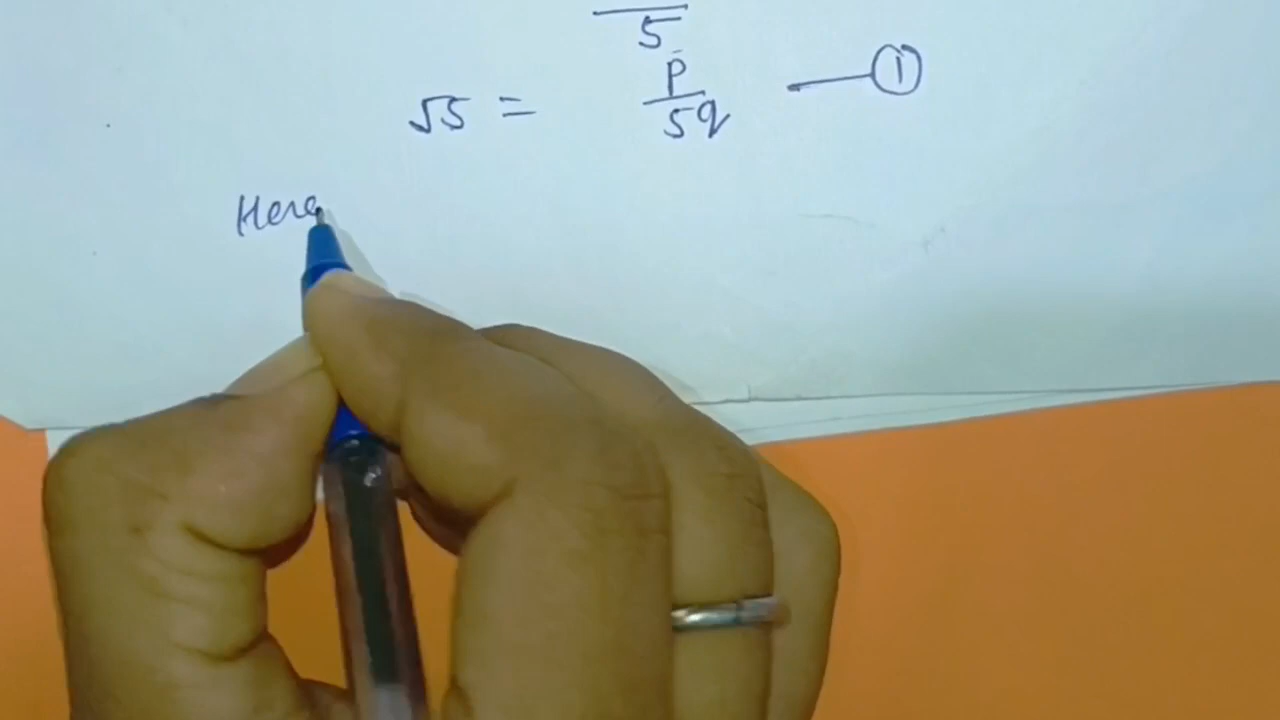 5
√5 = p/5q — ①
Here